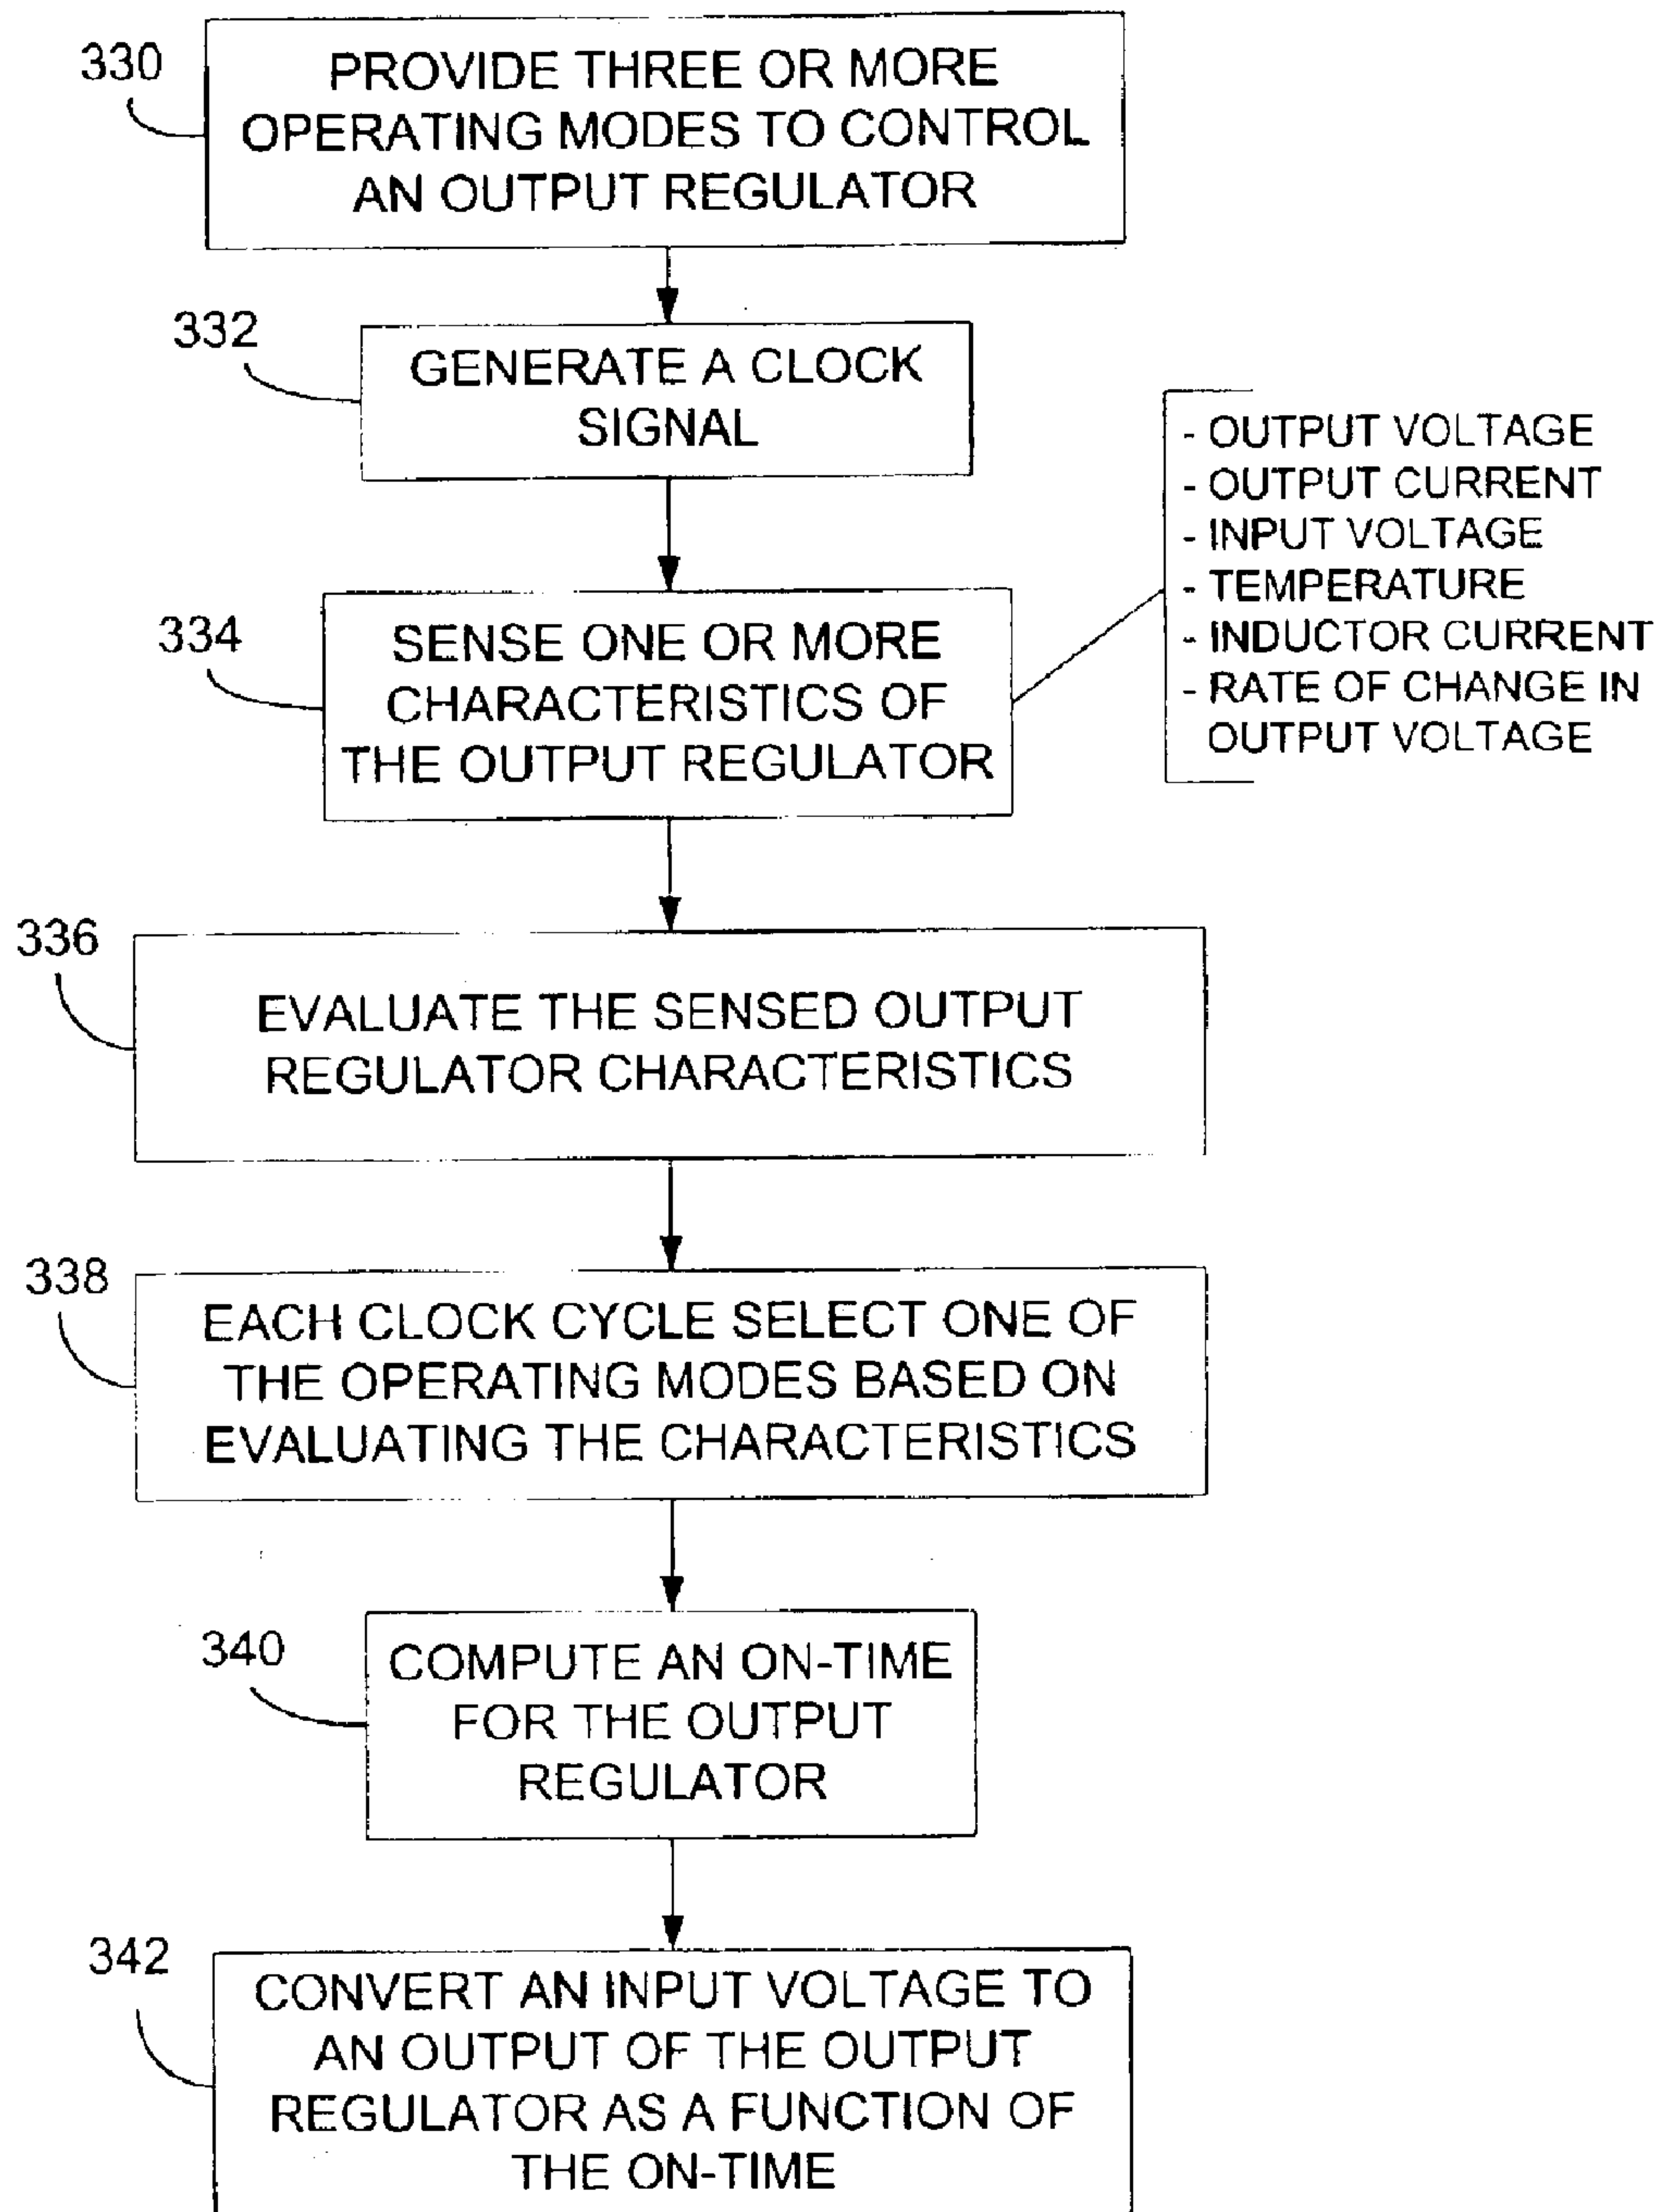 330
PROVIDE THREE OR MORE
OPERATING MODES TO CONTROL
AN OUTPUT REGULATOR
332
GENERATE A CLOCK
SIGNAL
334
SENSE ONE OR MORE
CHARACTERISTICS OF
THE OUTPUT REGULATOR
- OUTPUT VOLTAGE
- OUTPUT CURRENT
- INPUT VOLTAGE
- TEMPERATURE
- INDUCTOR CURRENT
- RATE OF CHANGE IN
OUTPUT VOLTAGE
336
EVALUATE THE SENSED OUTPUT
REGULATOR CHARACTERISTICS
338
EACH CLOCK CYCLE SELECT ONE OF
THE OPERATING MODES BASED ON
EVALUATING THE CHARACTERISTICS
340
COMPUTE AN ON-TIME
FOR THE OUTPUT
REGULATOR
342
CONVERT AN INPUT VOLTAGE TO
AN OUTPUT OF THE OUTPUT
REGULATOR AS A FUNCTION OF
THE ON-TIME